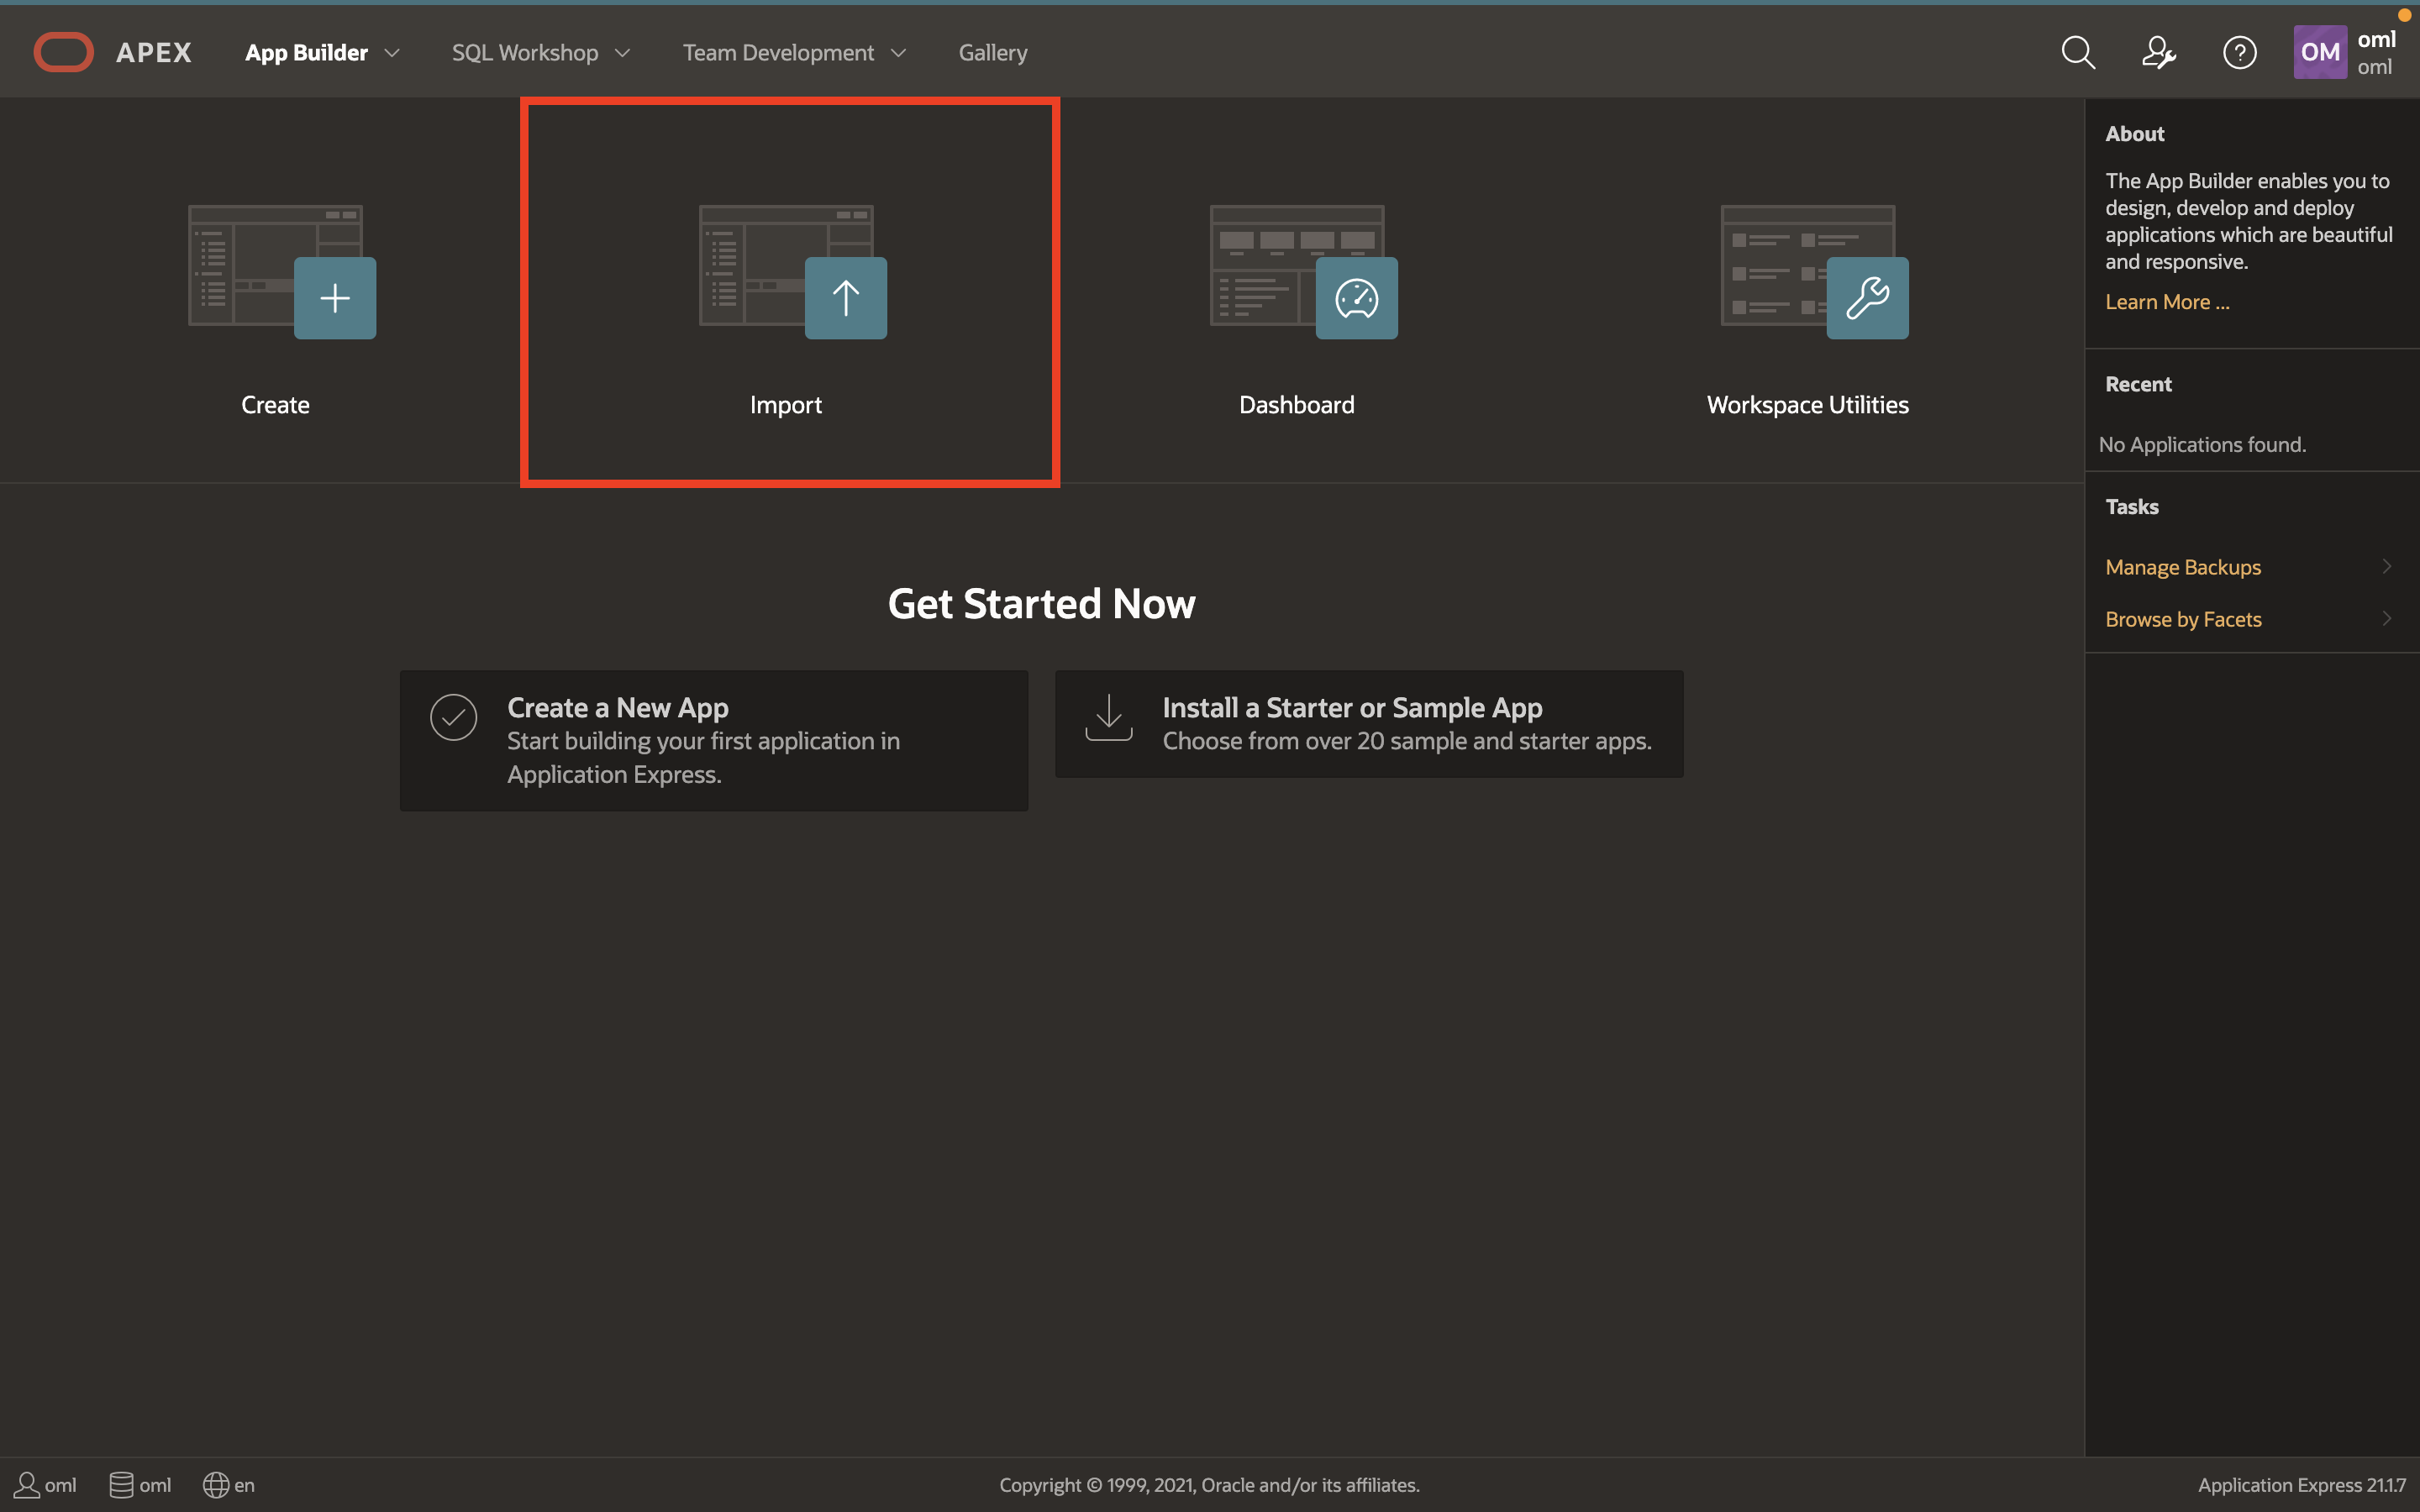 APEX
App Builder
SQL Workshop
Team Development
Gallery
OM
oml
oml
Create
Import
Dashboard
Workspace Utilities
Get Started Now
Create a New App
Start building your first application in
Application Express.
Install a Starter or Sample App
Choose from over 20 sample and starter apps.
About
The App Builder enables you to
design, develop and deploy
applications which are beautiful
and responsive.
Learn More ...
Recent
No Applications found.
Tasks
Manage Backups
Browse by Facets
oml
oml
en
Copyright © 1999, 2021, Oracle and/or its affiliates.
Application Express 21.1.7